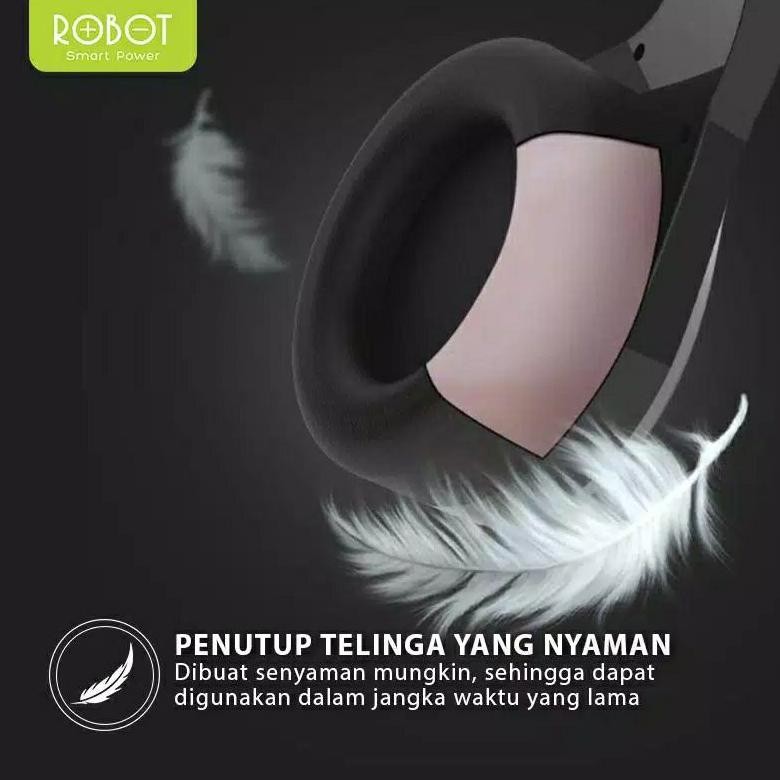 ROBOT
Smart Power
PENUTUP TELINGA YANG NYAMAN
Dibuat senyaman mungkin, sehingga dapat
digunakan dalam jangka waktu yang lama